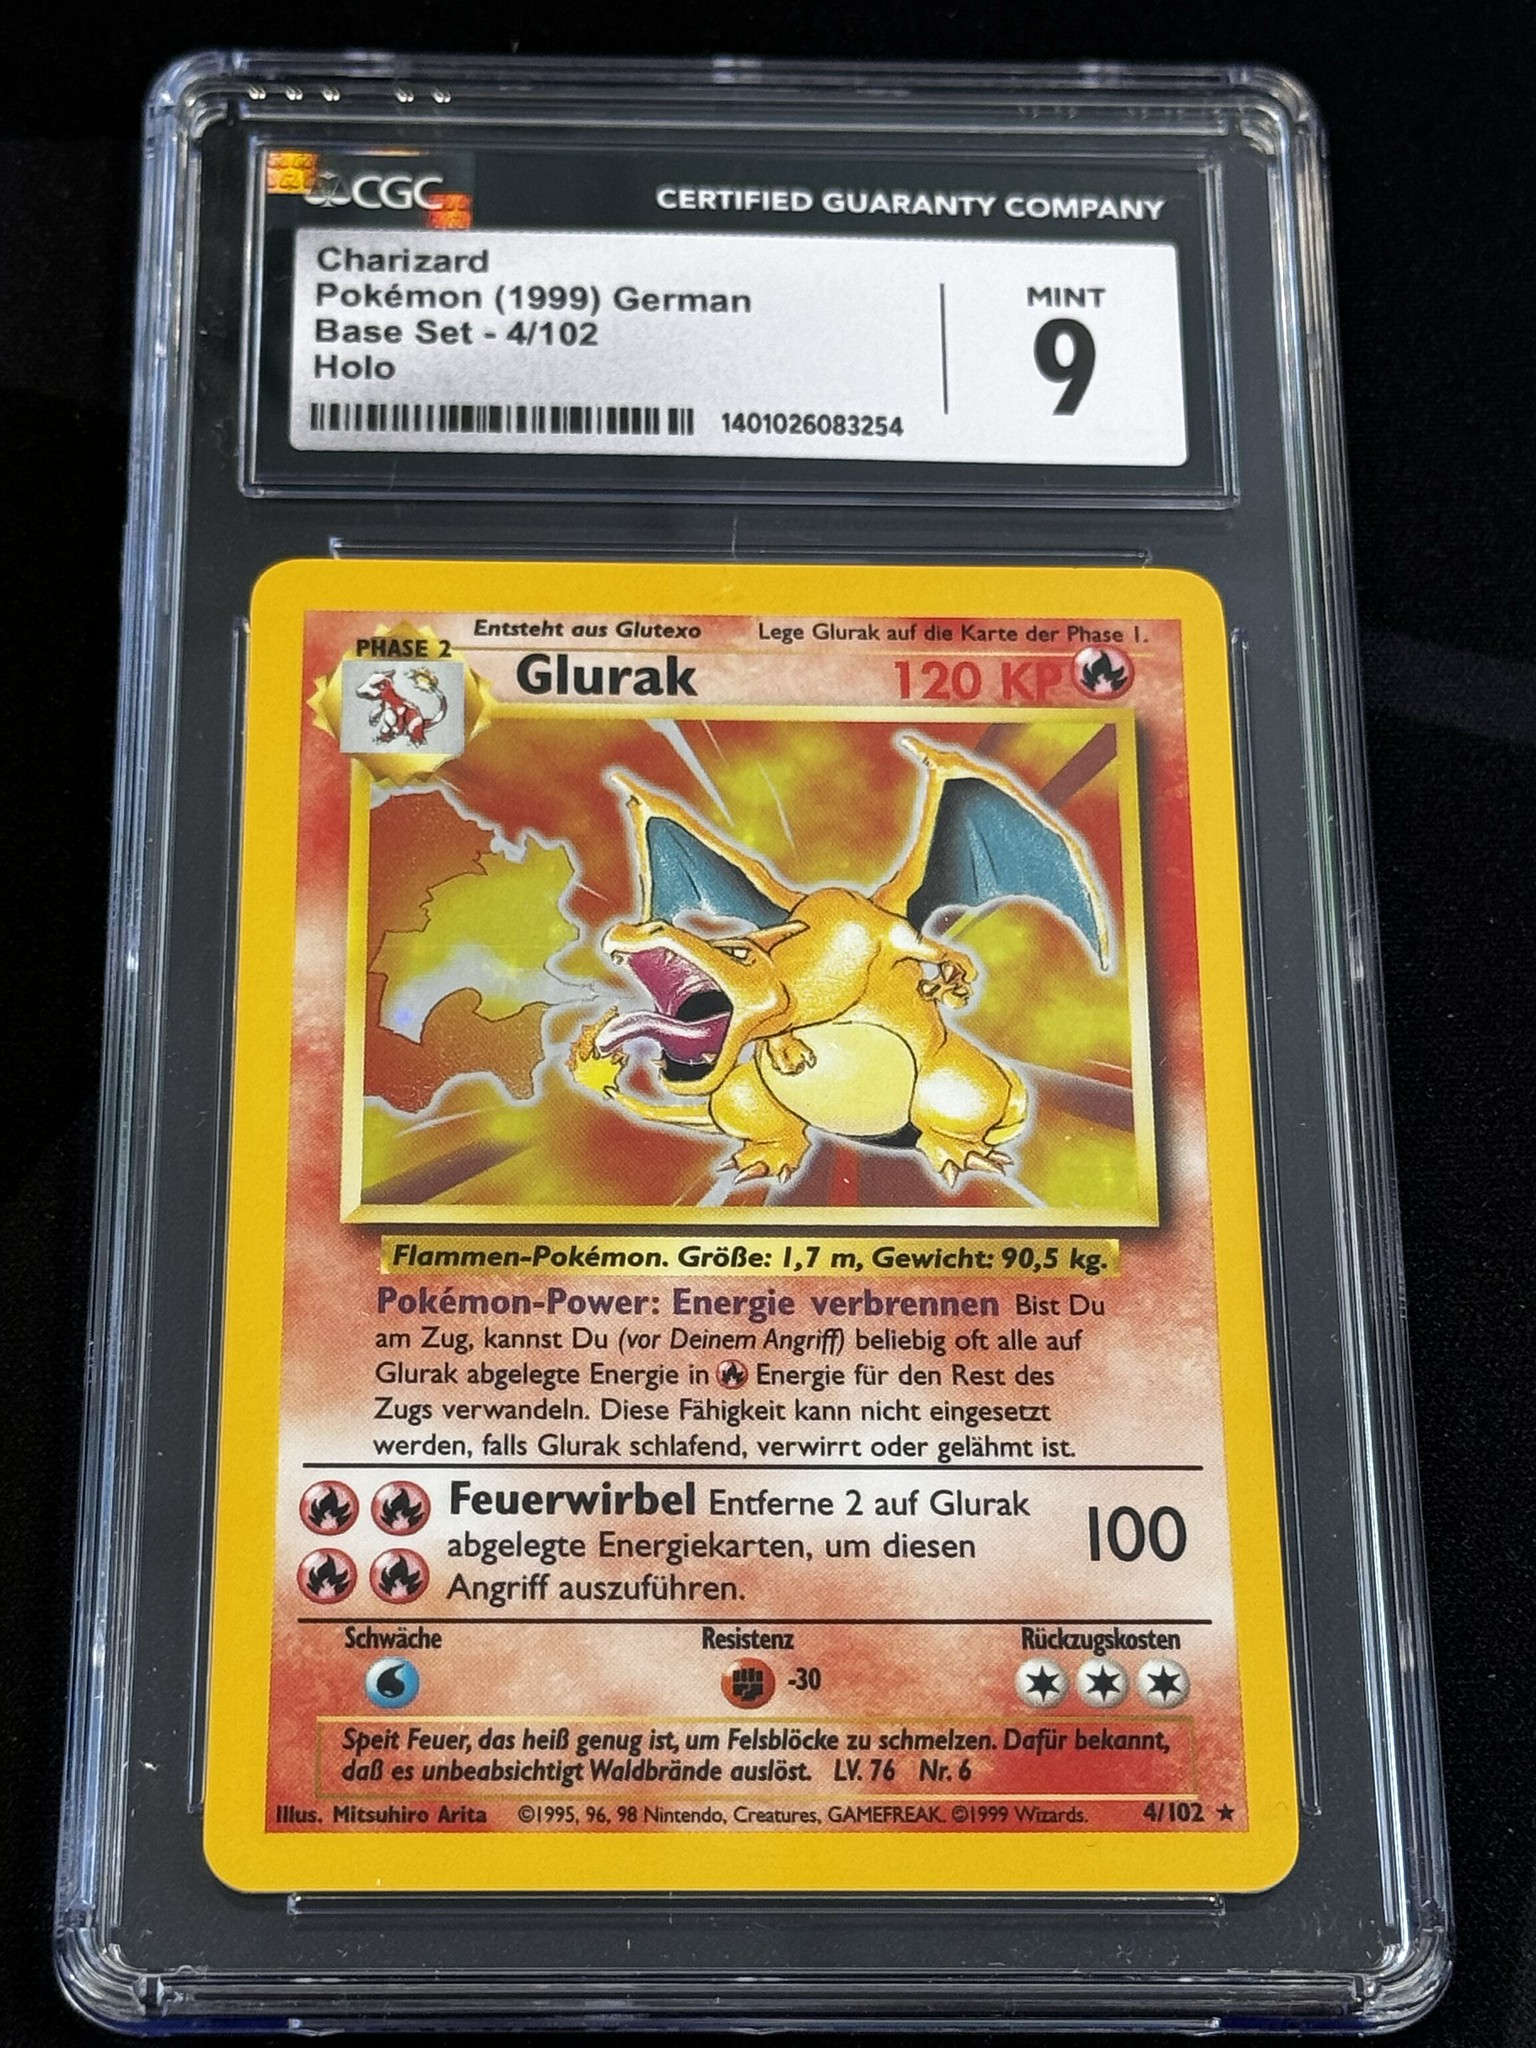 CGC
CERTIFIED GUARANTY COMPANY
Charizard
Pokémon (1999) German
Base Set - 4/102
Holo
1401026083254
MINT
9
PHASE 2
Entsteht aus Glutexo
Lege Glurak auf die Karte der Phase 1.
Glurak
120 KP
Flammen-Pokémon. Größe: 1,7 m, Gewicht: 90,5 kg.
Pokémon-Power: Energie verbrennen Bist Du
am Zug, kannst Du (vor Deinem Angriff) beliebig oft alle auf
Glurak abgelegte Energie in Energie für den Rest des
Zugs verwandeln. Diese Fähigkeit kann nicht eingesetzt
werden, falls Glurak schlafend, verwirrt oder gelähmt ist.
Feuerwirbel Entferne 2 auf Glurak
abgelegte Energiekarten, um diesen
Angriff auszuführen.
100
Schwäche
Resistenz
Rückzugskosten
-30
Speit Feuer, das heiß genug ist, um Felsblöcke zu schmelzen. Dafür bekannt,
daß es unbeabsichtigt Waldbrände auslöst. LV. 76 Nr. 6
Illus. Mitsuhiro Arita
©1995, 96, 98 Nintendo, Creatures, GAMEFREAK. ©1999 Wizards.
4/102 ★